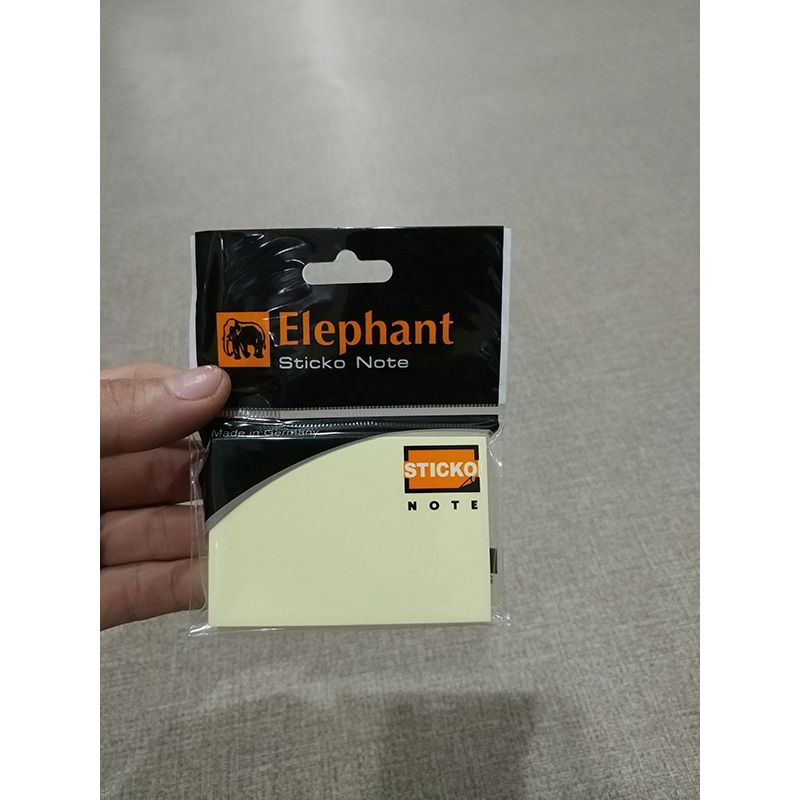 Elephant
Sticko Note
Made in Germany
STICKO
NOTE